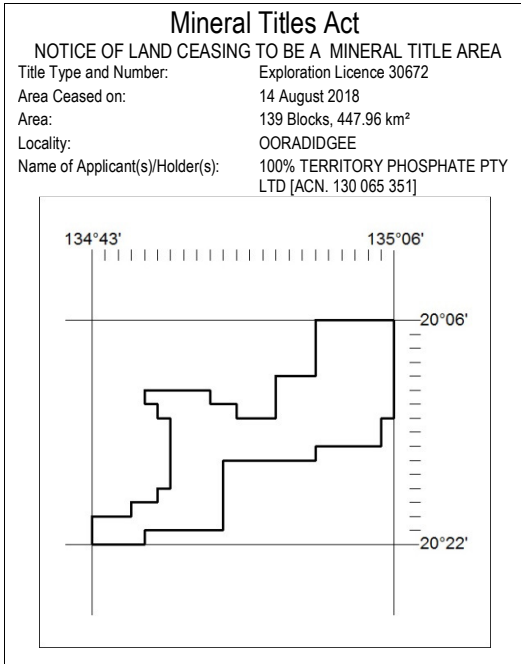 Mineral Titles Act
NOTICE OF LAND CEASING TO BE A MINERAL TITLE AREA
Title Type and Number: Exploration Licence 30672
Area Ceased on: 14 August 2018
Area: 139 Blocks, 447.96 km²
Locality: OORADIDGEE
Name of Applicant(s)/Holder(s): 100% TERRITORY PHOSPHATE PTY
LTD [ACN. 130 065 351]
134°43' 135°06'
20°06'
20°22'